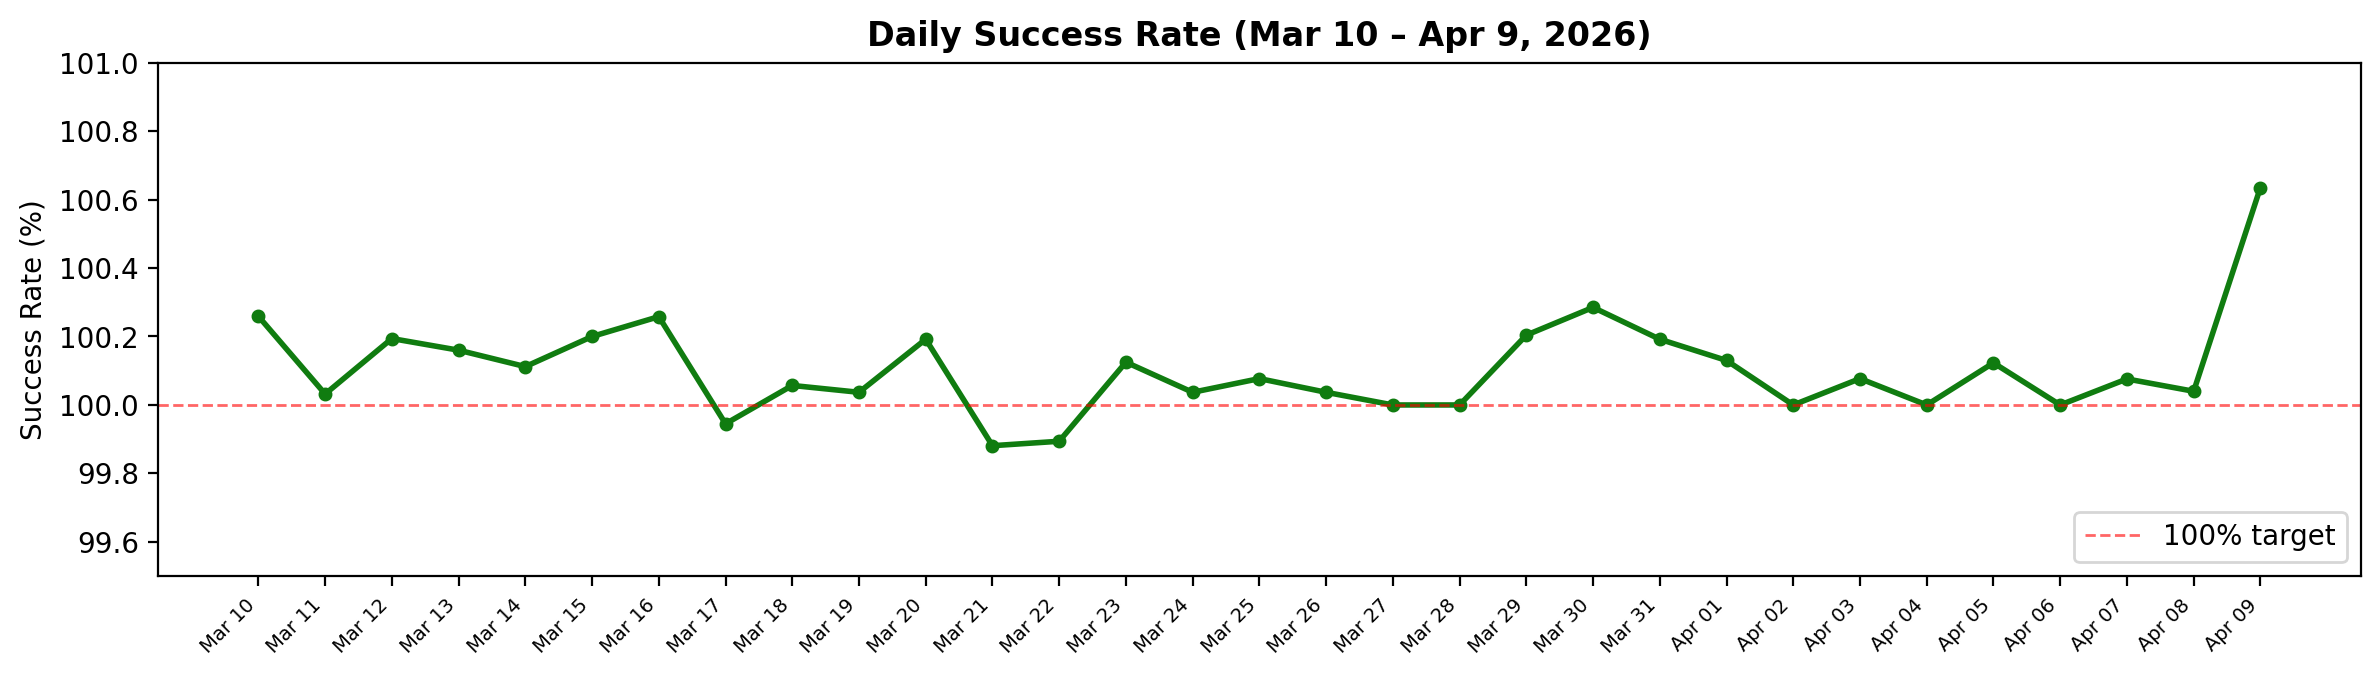 Daily Success Rate (Mar 10 – Apr 9, 2026)
Success Rate (%)
101.0
100.8
100.6
100.4
100.2
100.0
99.8
99.6
100% target
Mar 10
Mar 11
Mar 12
Mar 13
Mar 14
Mar 15
Mar 16
Mar 17
Mar 18
Mar 19
Mar 20
Mar 21
Mar 22
Mar 23
Mar 24
Mar 25
Mar 26
Mar 27
Mar 28
Mar 29
Mar 30
Mar 31
Apr 01
Apr 02
Apr 03
Apr 04
Apr 05
Apr 06
Apr 07
Apr 08
Apr 09